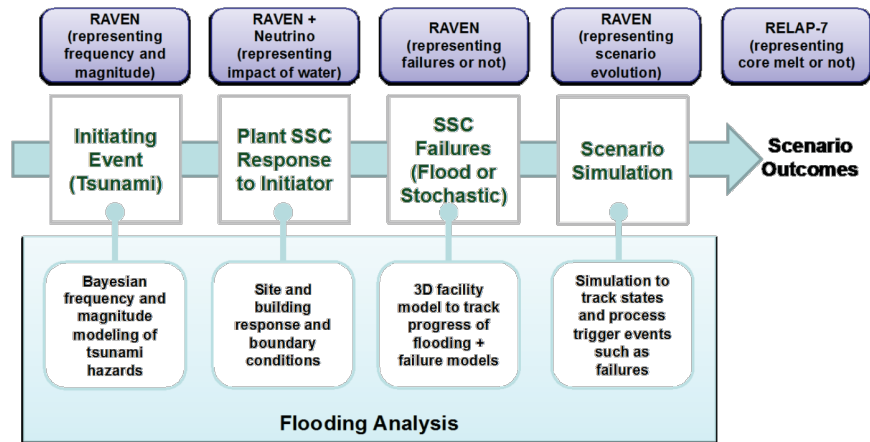 RAVEN
(representing
frequency and
magnitude)
RAVEN +
Neutrino
(representing
impact of water)
RAVEN
(representing
failures or not)
RAVEN
(representing
scenario
evolution)
RELAP-7
(representing
core melt or not)
Initiating
Event
(Tsunami)
Plant SSC
Response
to Initiator
SSC
Failures
(Flood or
Stochastic)
Scenario
Simulation
Scenario
Outcomes
Bayesian
frequency and
magnitude
modeling of
tsunami
hazards
Site and
building
response and
boundary
conditions
3D facility
model to track
progress of
flooding +
failure models
Simulation to
track states
and process
trigger events
such as
failures
Flooding Analysis